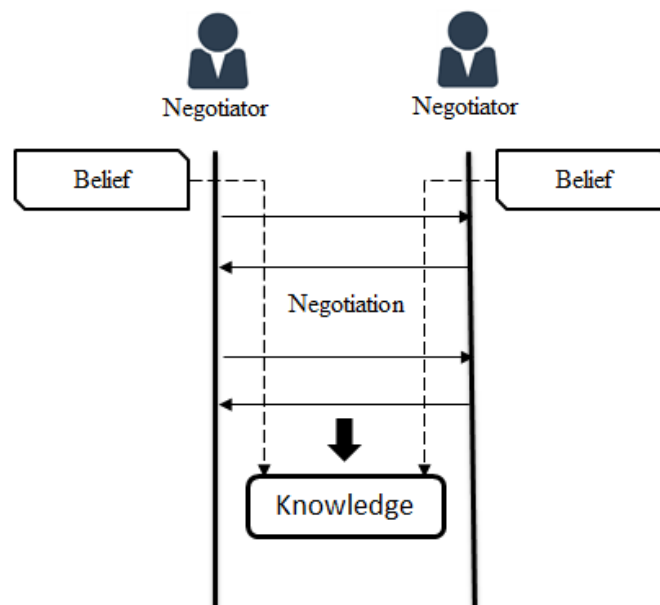 Negotiator
Negotiator
Belief
Belief
Negotiation
Knowledge